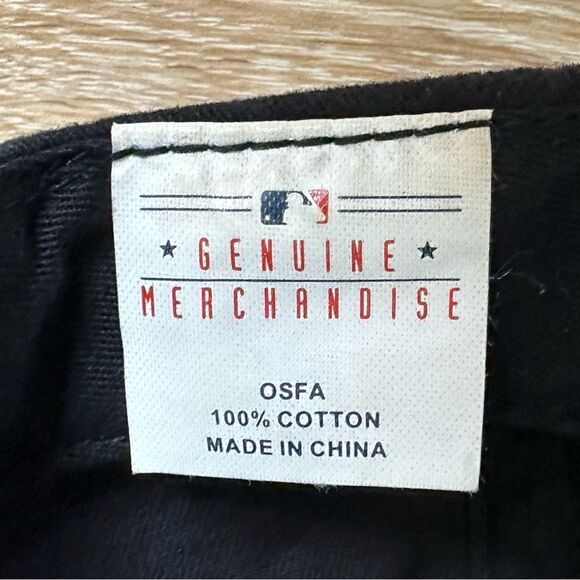 GENUINE
MERCHANDISE
OSFA
100% COTTON
MADE IN CHINA